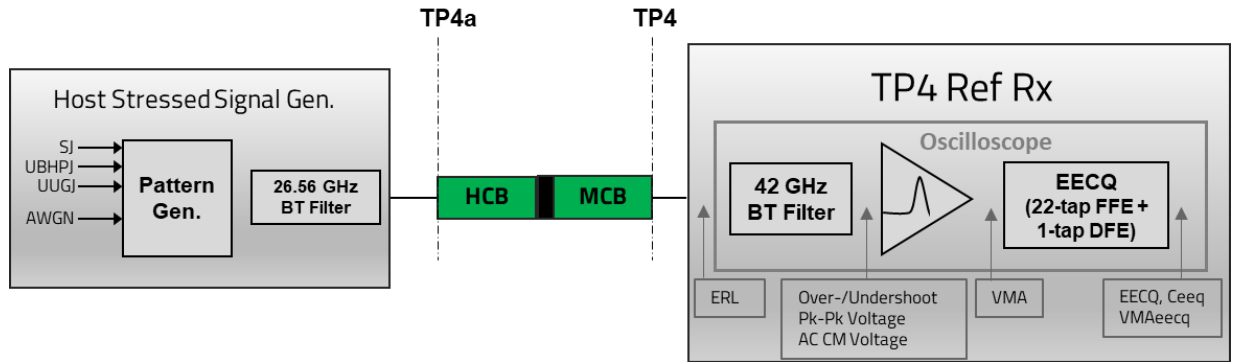 TP4a
TP4
Host Stressed Signal Gen.
SJ
UBHPJ
UUGJ
AWGN
Pattern
Gen.
26.56 GHz
BT Filter
HCB
MCB
TP4 Ref Rx
Oscilloscope
42 GHz
BT Filter
EECQ
(22-tap FFE +
1-tap DFE)
ERL
Over-/Undershoot
Pk-Pk Voltage
AC CM Voltage
VMA
EECQ, Ceeq
VMAeecq